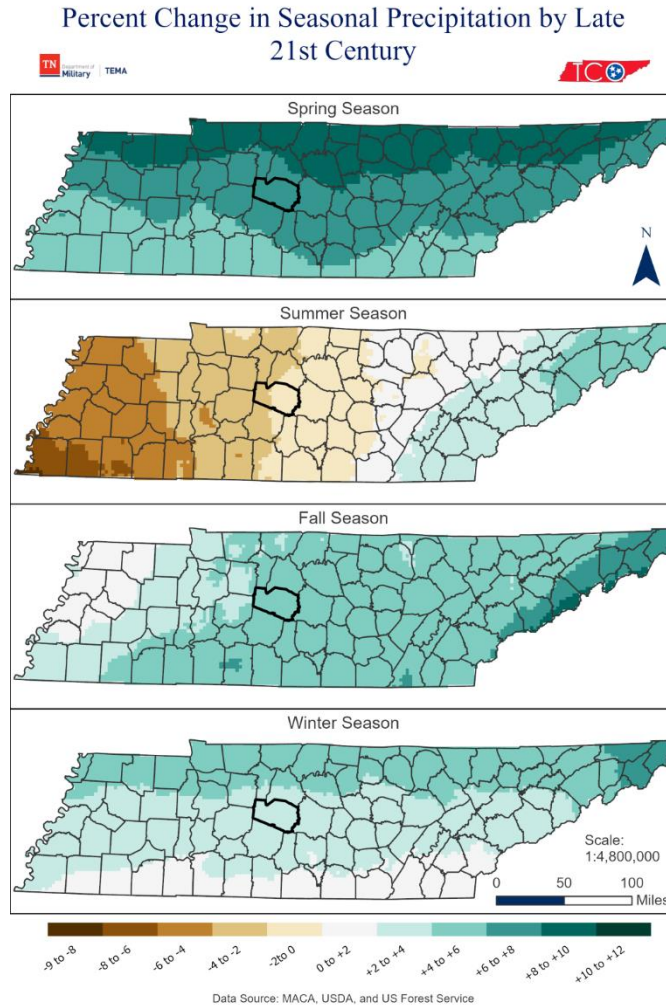 Percent Change in Seasonal Precipitation by Late
21st Century
TN
Department of
Military
TEMA
TCO
Spring Season
N
Summer Season
Fall Season
Winter Season
Scale:
1:4,800,000
0 50 100
Miles
-9 to -8
-8 to -6
-6 to -4
-4 to -2
-2to 0
0 to +2
+2 to +4
+4 to +6
+6 to +8
+8 to +10
+10 to +12
Data Source: MACA, USDA, and US Forest Service